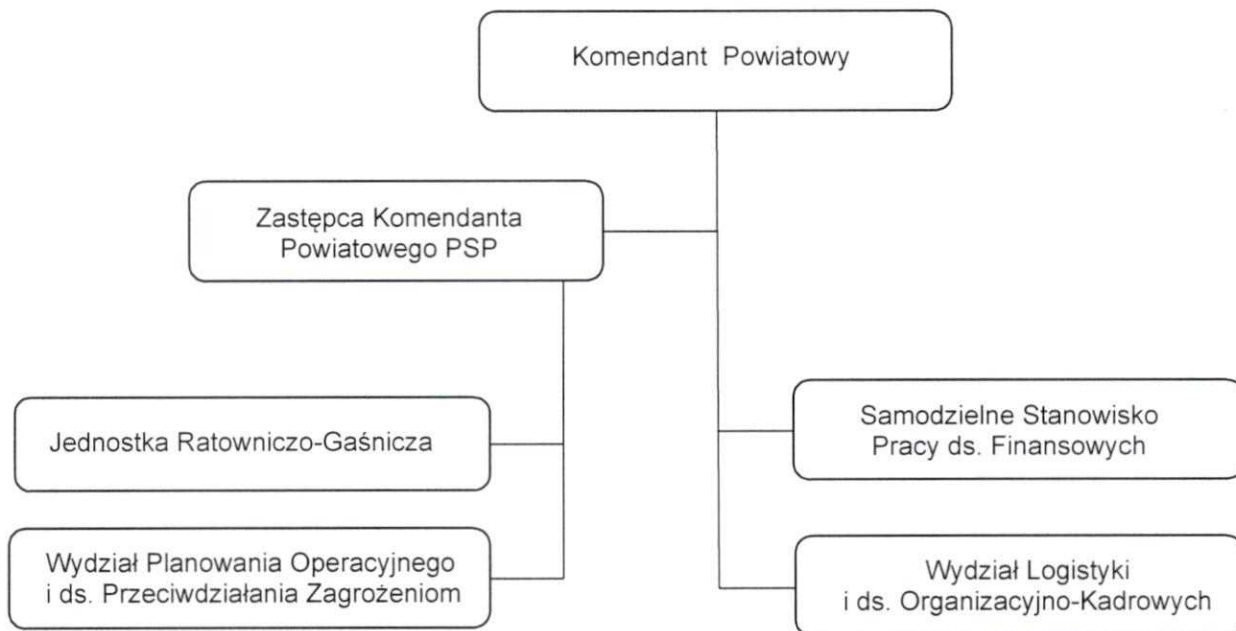 Komendant Powiatowy
Zastępca Komendanta
Powiatowego PSP
Jednostka Ratowniczo-Gaśnicza
Samodzielne Stanowisko
Pracy ds. Finansowych
Wydział Planowania Operacyjnego
i ds. Przeciwdziałania Zagrożeniom
Wydział Logistyki
i ds. Organizacyjno-Kadrowych